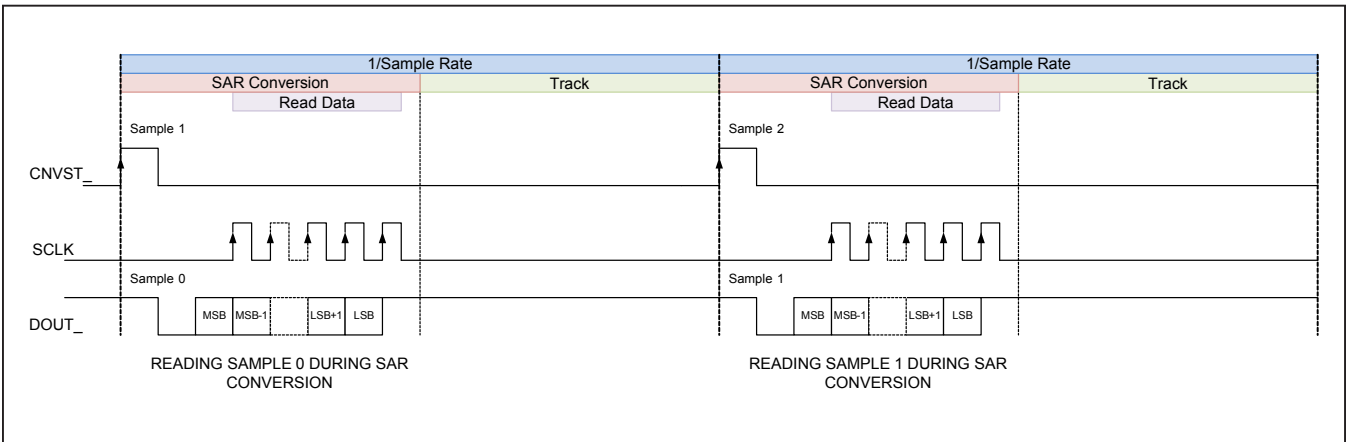 1/Sample Rate 1/Sample Rate
SAR Conversion Track SAR Conversion Track
Read Data Read Data
Sample 1 Sample 2
CNVST_
SCLK
Sample 0 Sample 1
MSB MSB-1 LSB+1 LSB MSB MSB-1 LSB+1 LSB
DOUT_
READING SAMPLE 0 DURING SAR READING SAMPLE 1 DURING SAR
CONVERSION CONVERSION